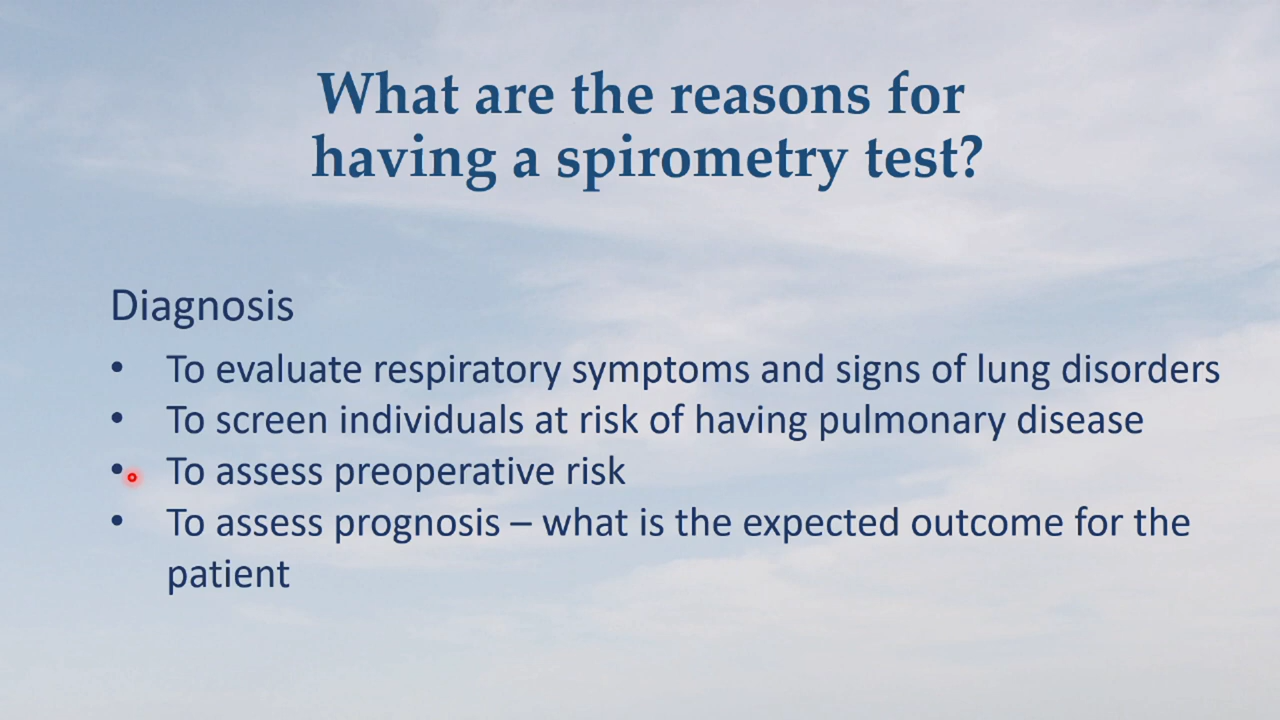 What are the reasons for
having a spirometry test?
Diagnosis
• To evaluate respiratory symptoms and signs of lung disorders
• To screen individuals at risk of having pulmonary disease
• To assess preoperative risk
• To assess prognosis – what is the expected outcome for the
patient